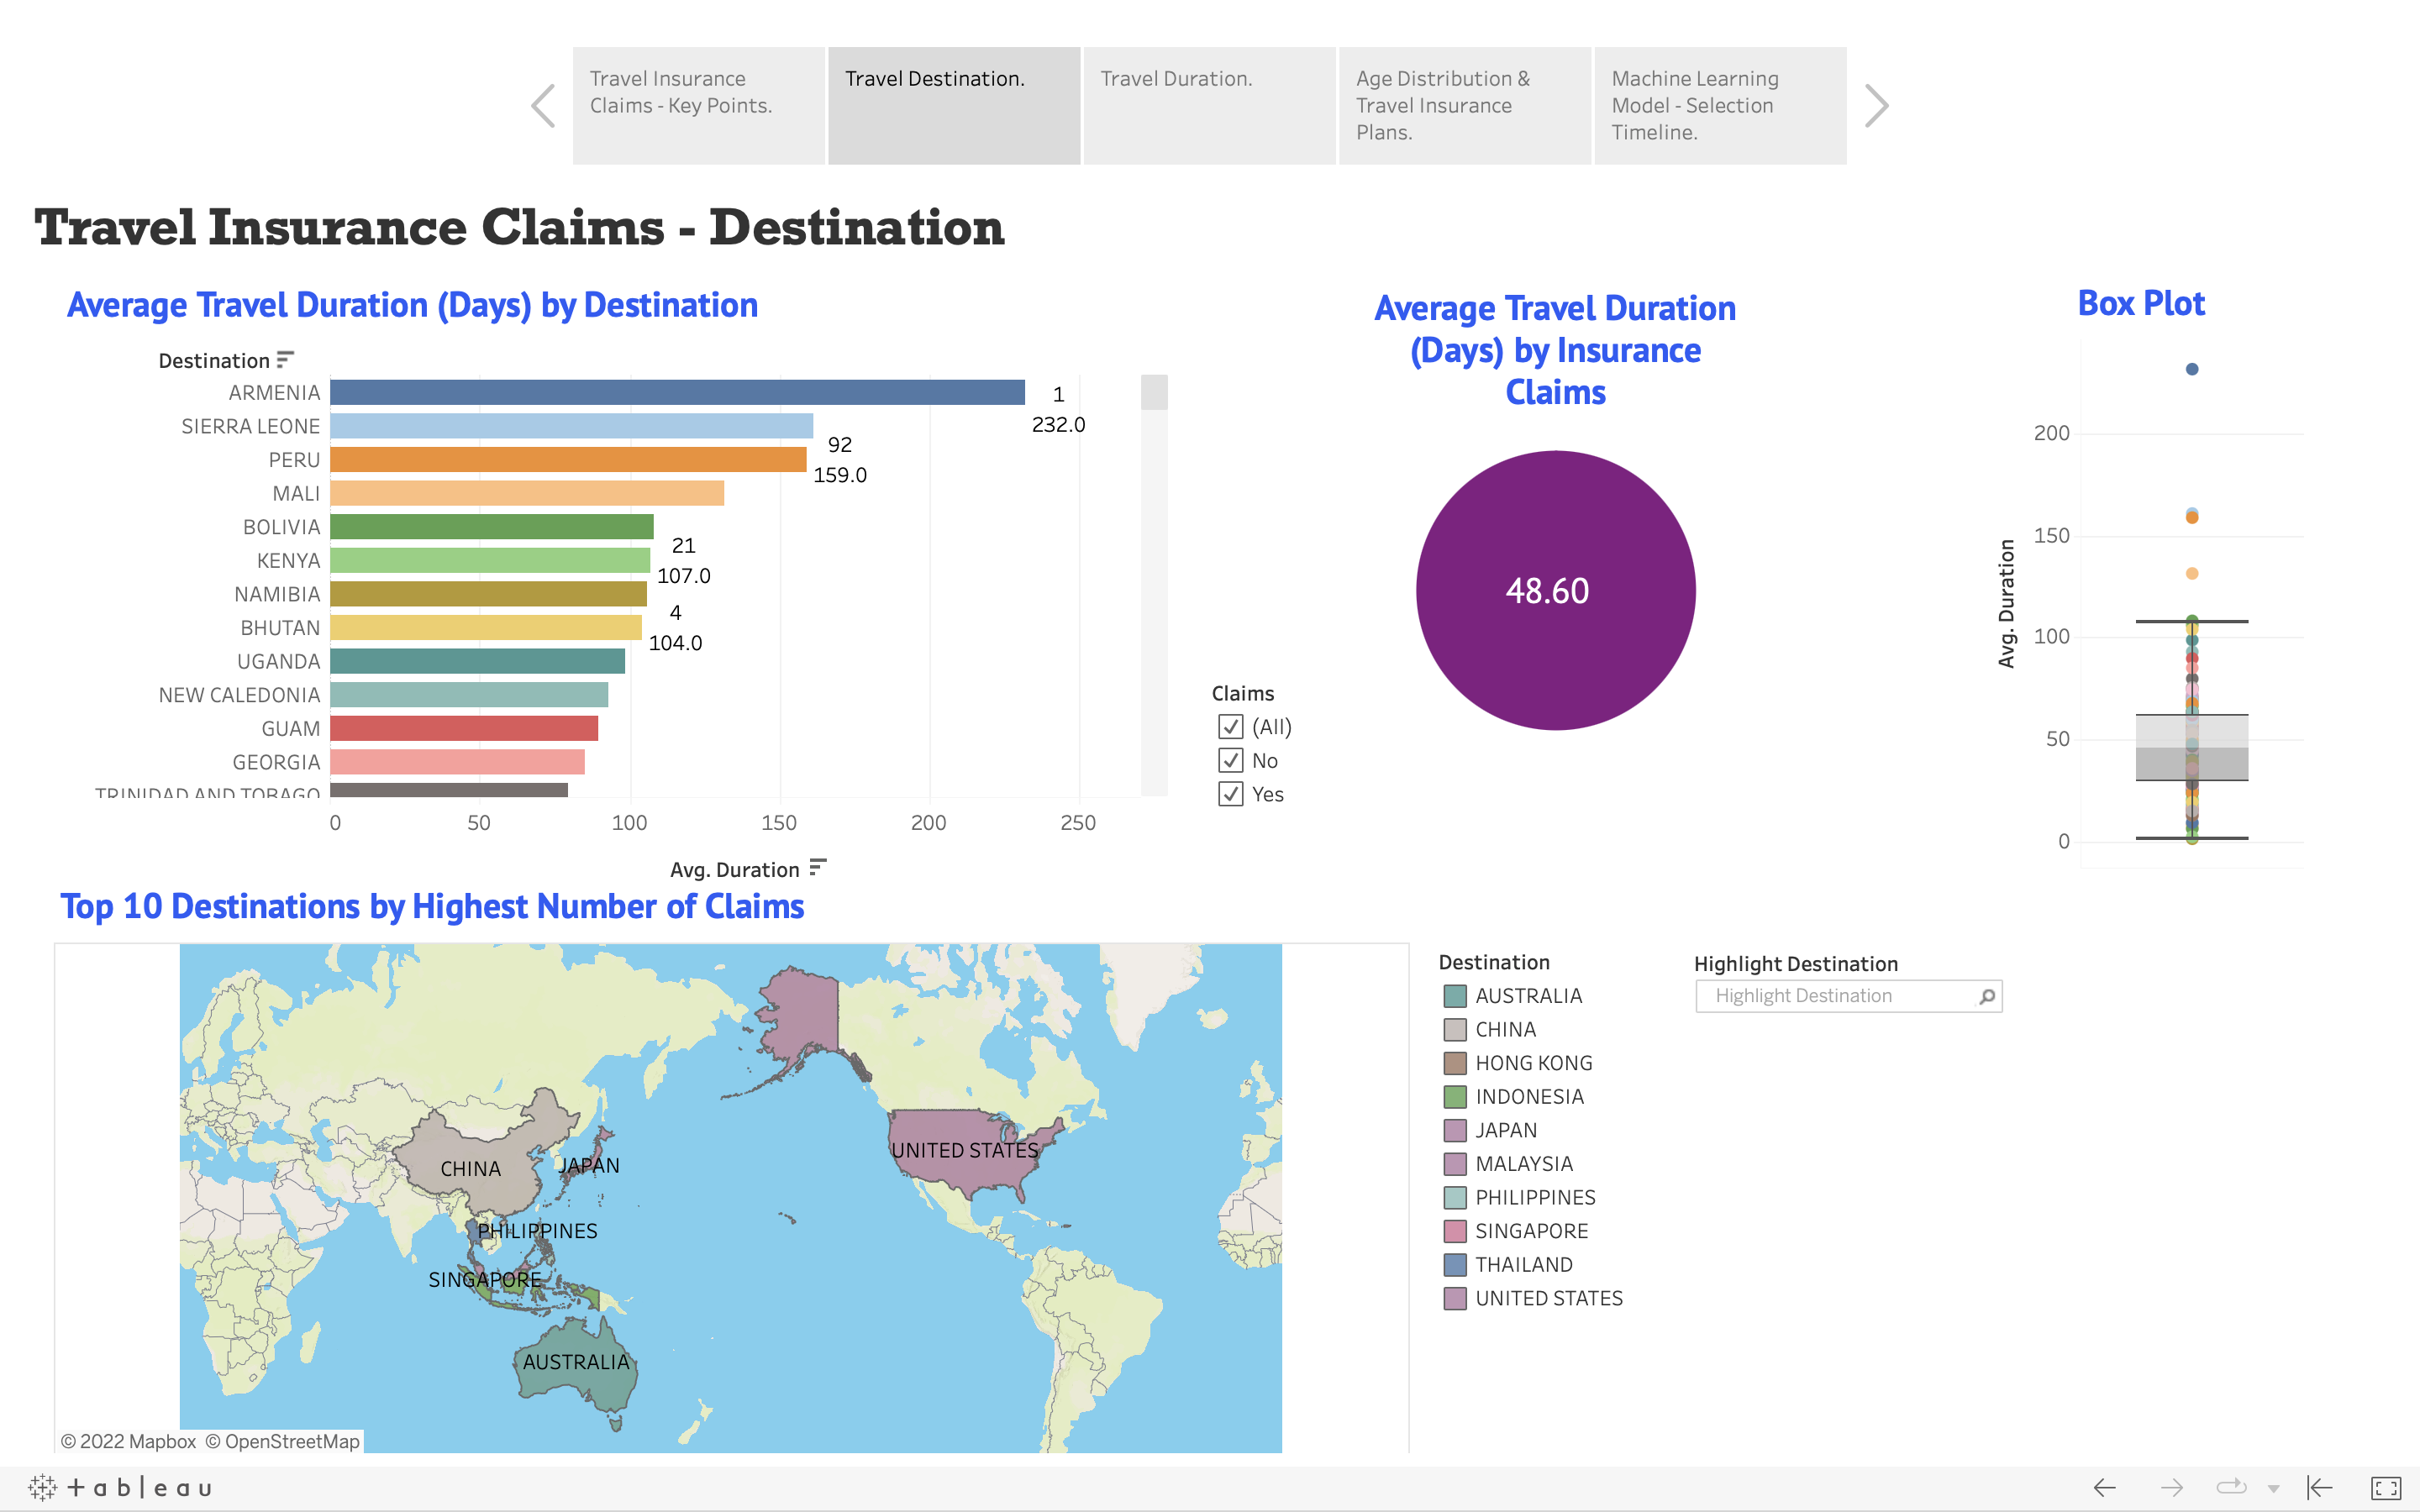 Travel Insurance
Claims - Key Points.
Travel Destination.
Travel Duration.
Age Distribution &
Travel Insurance
Plans.
Machine Learning
Model - Selection
Timeline.
Travel Insurance Claims - Destination
Average Travel Duration (Days) by Destination
Destination
ARMENIA
SIERRA LEONE
PERU
MALI
BOLIVIA
KENYA
NAMIBIA
BHUTAN
UGANDA
NEW CALEDONIA
GUAM
GEORGIA
TRINIDAD AND TOBAGO
1
232.0
92
159.0
21
107.0
4
104.0
0
50
100
150
200
250
Avg. Duration
Claims
(All)
No
Yes
Average Travel Duration
(Days) by Insurance
Claims
48.60
Box Plot
Avg. Duration
200
150
100
50
0
Top 10 Destinations by Highest Number of Claims
CHINA
JAPAN
UNITED STATES
PHILIPPINES
SINGAPORE
AUSTRALIA
© 2022 Mapbox © OpenStreetMap
Destination
AUSTRALIA
CHINA
HONG KONG
INDONESIA
JAPAN
MALAYSIA
PHILIPPINES
SINGAPORE
THAILAND
UNITED STATES
Highlight Destination
Highlight Destination
+ableau